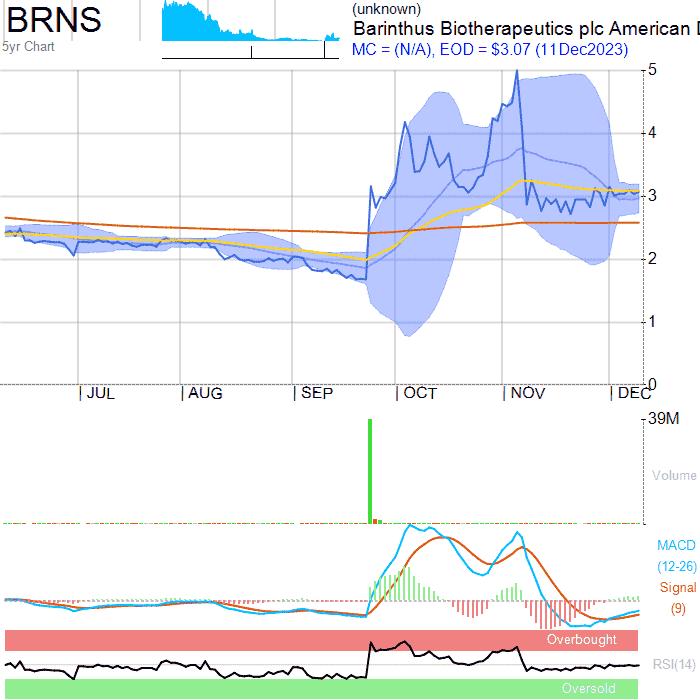 BRNS
5yr Chart
(unknown)
Barinthus Biotherapeutics plc American
MC = (N/A), EOD = $3.07 (11Dec2023)
5
4
3
2
1
0
JUL
AUG
SEP
OCT
NOV
DEC
39M
Volume
MACD
(12-26)
Signal
(9)
Overbought
RSI(14)
Oversold